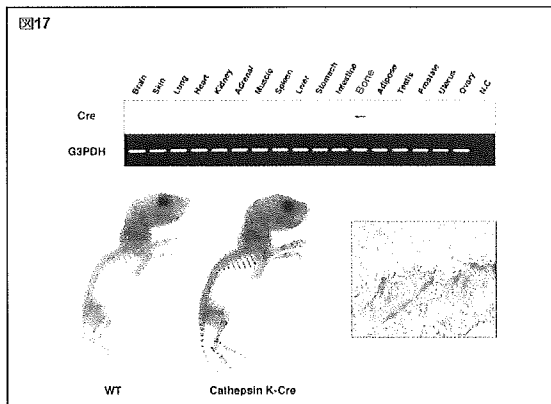 図17
Brain Skin Lung Heart Kidney Adrenal Muscle Spleen Liver Stomach Intestine Bone Adipose Testis Prostate Uterus Ovary N.C
Cre
G3PDH
WT Cathepsin K-Cre